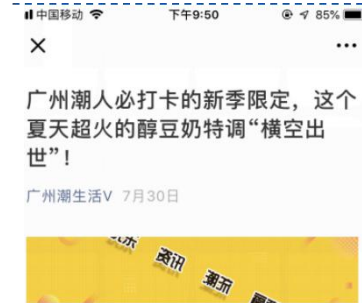 中国移动 下午9:50 85%
广州潮人必打卡的新季限定，这个
夏天超火的醇豆奶特调“横空出
世”！
广州潮生活V 7月30日
资讯 潮玩